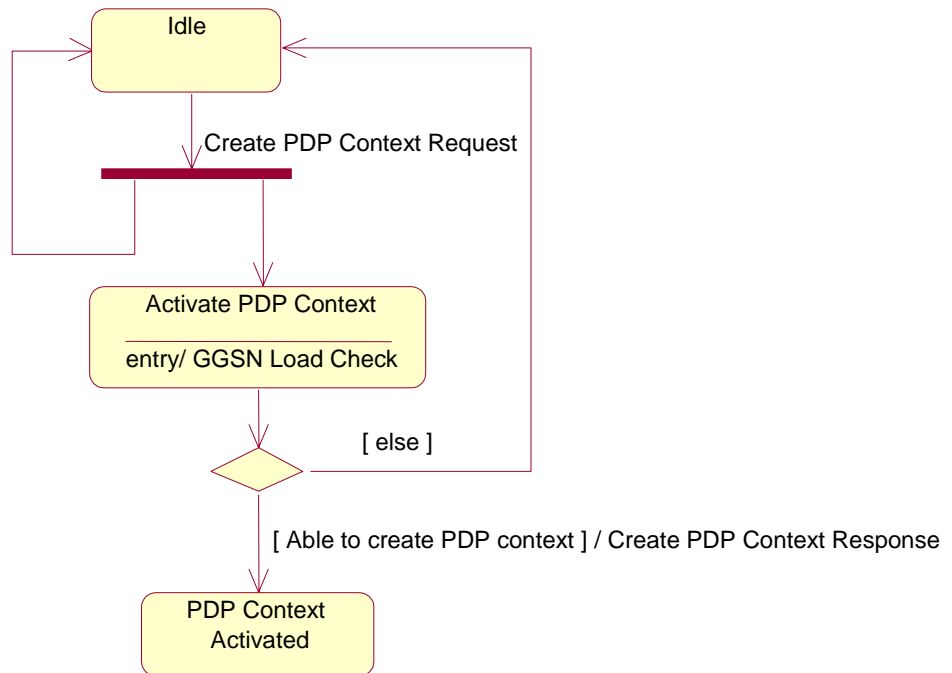 Idle
Create PDP Context Request
Activate PDP Context
entry/ GGSN Load Check
[ else ]
[ Able to create PDP context ] / Create PDP Context Response
PDP Context
Activated